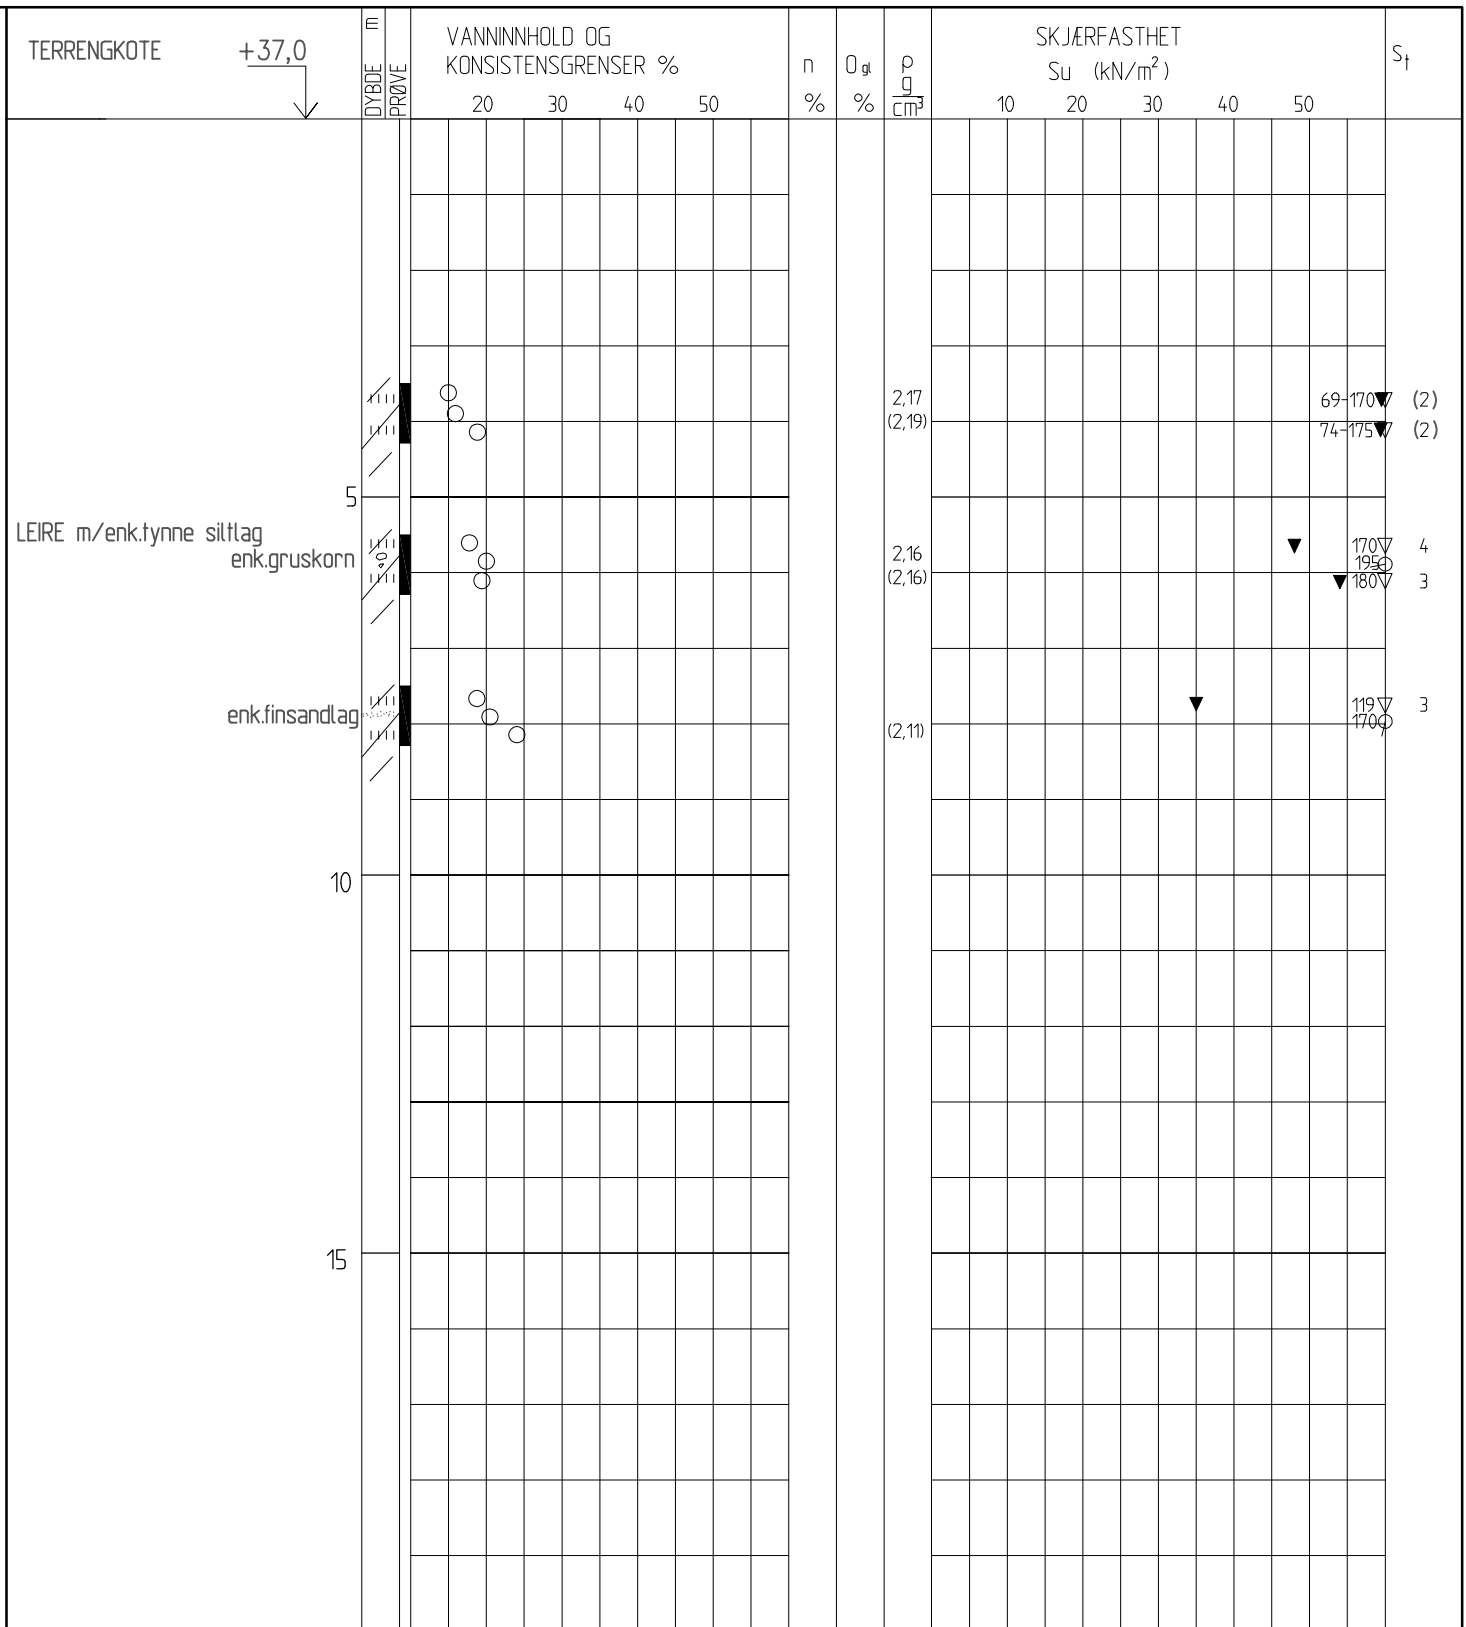 TERRENGKOTE +37,0
m
DYBDE
PRØVE
VANNINNHOLD OG
KONSISTENSGRENSER %
20 30 40 50
n
%
O gl
%
ρ
g
cm³
SKJÆRFASTHET
Su (kN/m²)
10 20 30 40 50
St
2,17 69-170 (2)
(2,19) 74-175 (2)
5
LEIRE m/enk.tynne siltlag
enk.gruskorn
2,16 170 4
195
(2,16) 180 3
enk.finsandlag
119 3
170
(2,11)
10
15